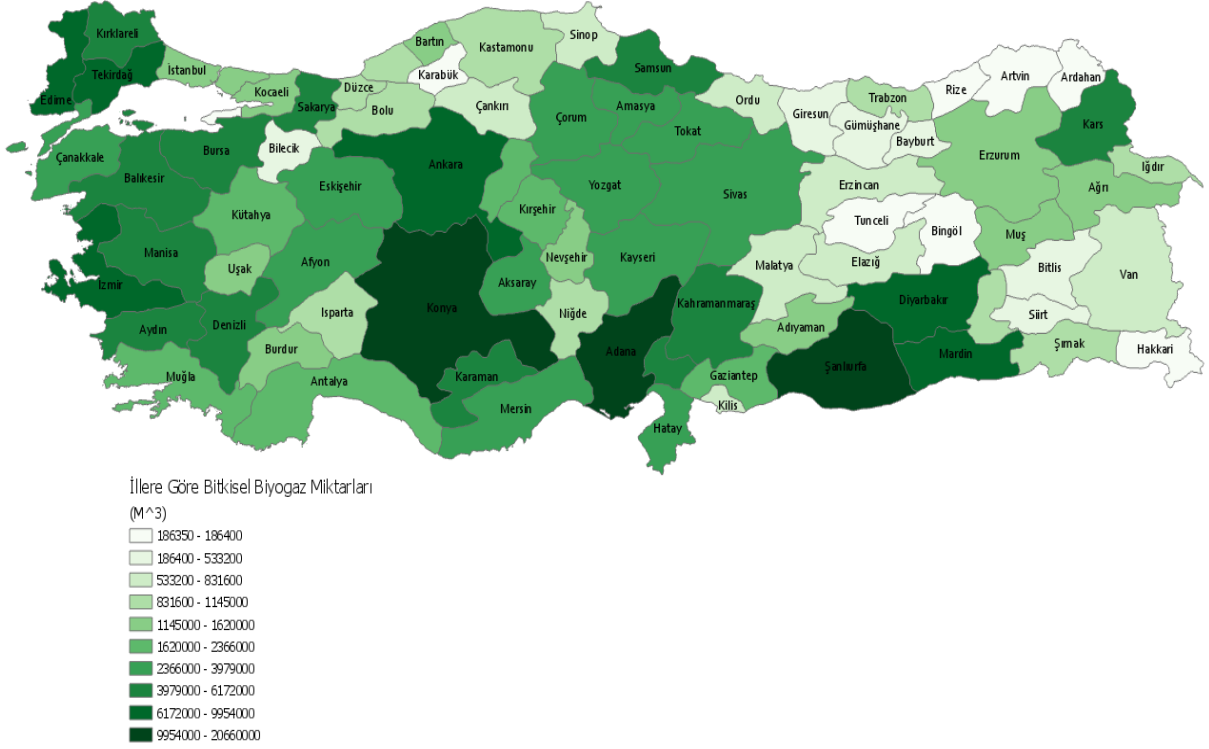 Kırklareli
Tekirdağ
Edirne
İstanbul
Kocaeli
Sakarya
Düzce
Bolu
Bartın
Karabük
Kastamonu
Sinop
Çankırı
Samsun
Çorum
Amasya
Tokat
Ordu
Giresun
Gümüşhane
Bayburt
Trabzon
Rize
Artvin
Ardahan
Kars
Iğdır
Ağrı
Erzurum
Erzincan
Çanakkale
Balıkesir
Bursa
Bilecik
Eskişehir
Kütahya
Ankara
Kırşehir
Yozgat
Sivas
Tunceli
Bingöl
Muş
Bitlis
Van
Manisa
İzmir
Uşak
Afyon
Aksaray
Nevşehir
Kayseri
Malatya
Elazığ
Diyarbakır
Siirt
Aydın
Denizli
Isparta
Burdur
Konya
Niğde
Adana
Kahramanmaraş
Adıyaman
Şanlıurfa
Mardin
Şırnak
Hakkari
Muğla
Antalya
Karaman
Mersin
Hatay
Gaziantep
Kilis
İllere Göre Bitkisel Biyogaz Miktarları
(M^3)
186350 - 186400
186400 - 533200
533200 - 831600
831600 - 1145000
1145000 - 1620000
1620000 - 2366000
2366000 - 3979000
3979000 - 6172000
6172000 - 9954000
9954000 - 20660000